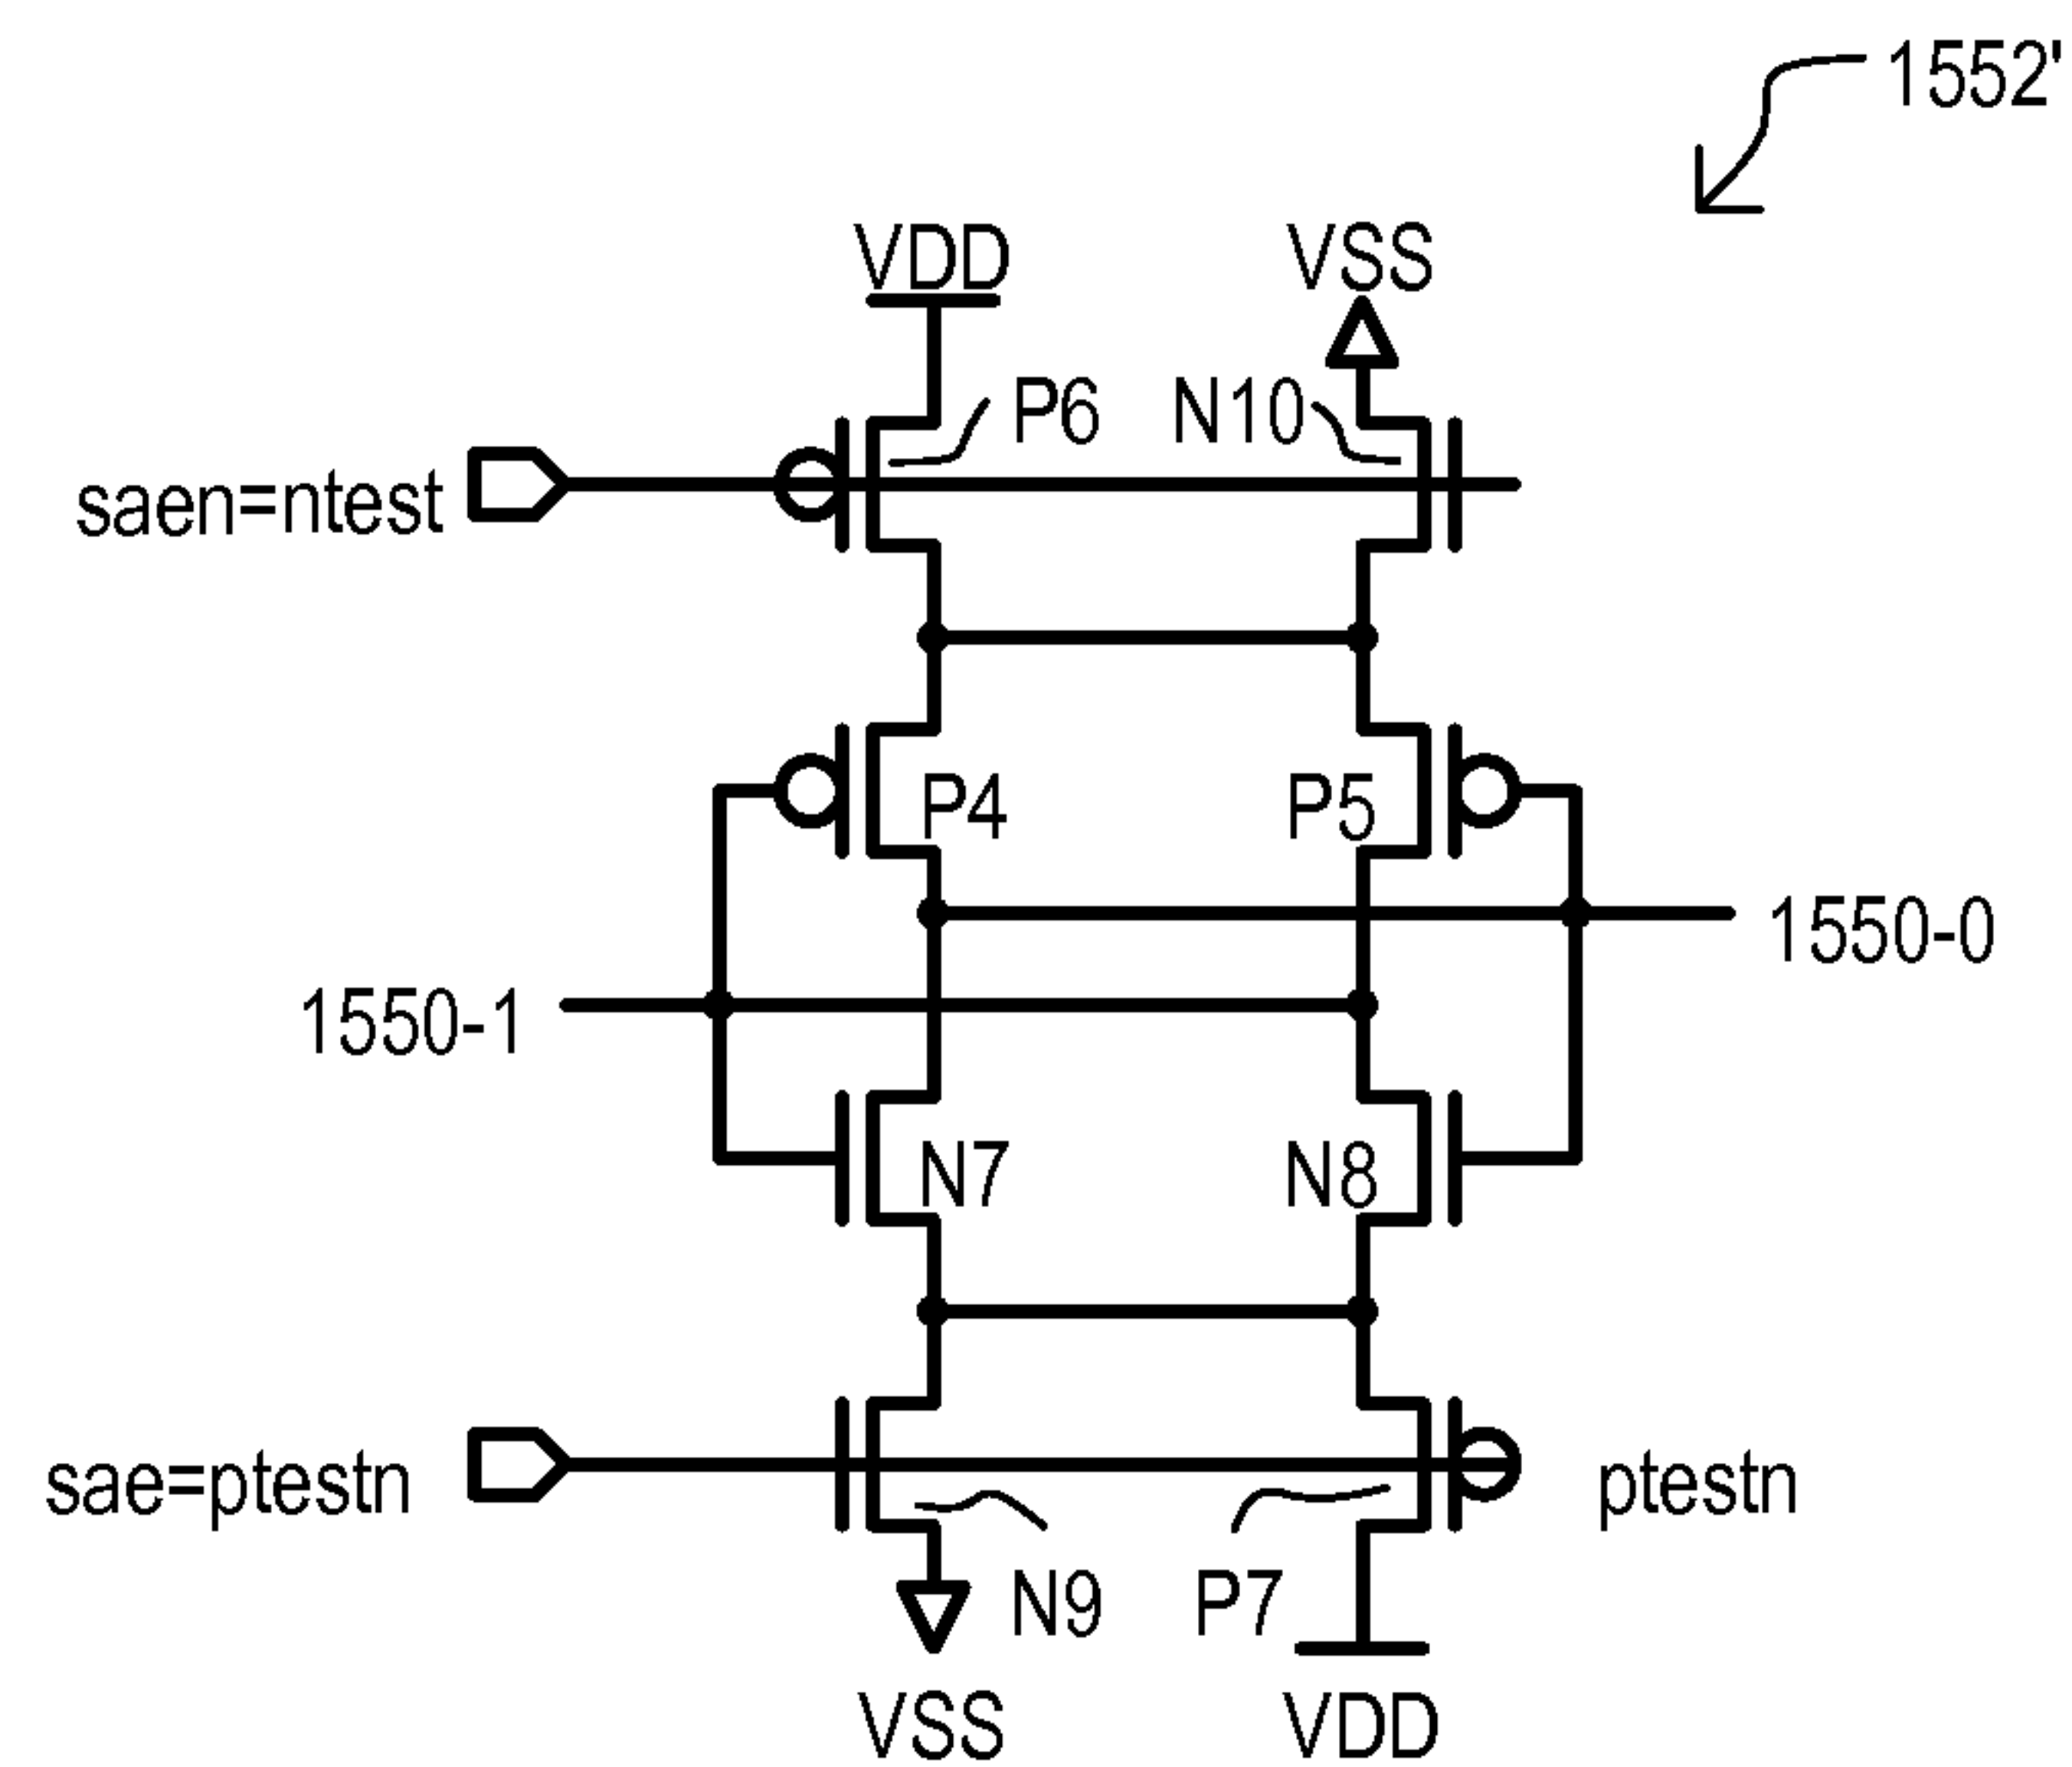 1552'
VDD
VSS
P6
N10
saen=ntest
P4
P5
1550-0
1550-1
N7
N8
sae=ptestn
ptestn
N9
P7
VSS
VDD